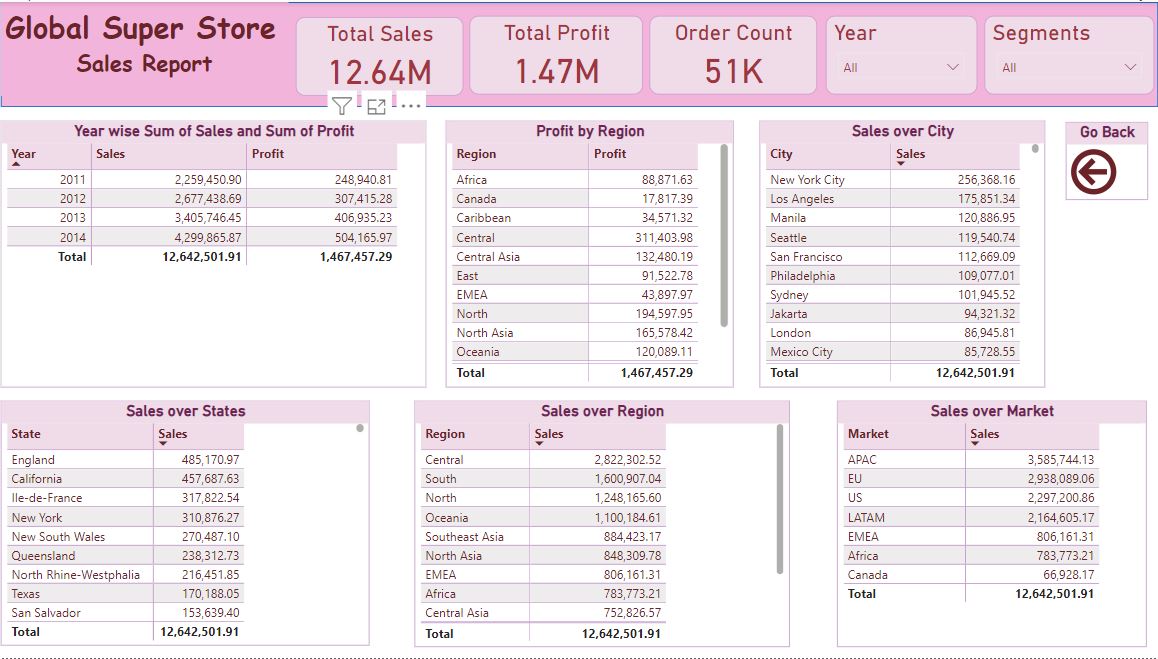 Global Super Store
Sales Report
Total Sales
12.64M
Total Profit
1.47M
Order Count
51K
Year
All
Segments
All
Year wise Sum of Sales and Sum of Profit
Year Sales Profit
2011 2,259,450.90 248,940.81
2012 2,677,438.69 307,415.28
2013 3,405,746.45 406,935.23
2014 4,299,865.87 504,165.97
Total 12,642,501.91 1,467,457.29
Profit by Region
Region Profit
Africa 88,871.63
Canada 17,817.39
Caribbean 34,571.32
Central 311,403.98
Central Asia 132,480.19
East 91,522.78
EMEA 43,897.97
North 194,597.95
North Asia 165,578.42
Oceania 120,089.11
Total 1,467,457.29
Sales over City
City Sales
New York City 256,368.16
Los Angeles 175,851.34
Manila 120,886.95
Seattle 119,540.74
San Francisco 112,669.09
Philadelphia 109,077.01
Sydney 101,945.52
Jakarta 94,321.32
London 86,945.81
Mexico City 85,728.55
Total 12,642,501.91
Go Back
Sales over States
State Sales
England 485,170.97
California 457,687.63
Ile-de-France 317,822.54
New York 310,876.27
New South Wales 270,487.10
Queensland 238,312.73
North Rhine-Westphalia 216,451.85
Texas 170,188.05
San Salvador 153,639.40
Total 12,642,501.91
Sales over Region
Region Sales
Central 2,822,302.52
South 1,600,907.04
North 1,248,165.60
Oceania 1,100,184.61
Southeast Asia 884,423.17
North Asia 848,309.78
EMEA 806,161.31
Africa 783,773.21
Central Asia 752,826.57
Total 12,642,501.91
Sales over Market
Market Sales
APAC 3,585,744.13
EU 2,938,089.06
US 2,297,200.86
LATAM 2,164,605.17
EMEA 806,161.31
Africa 783,773.21
Canada 66,928.17
Total 12,642,501.91